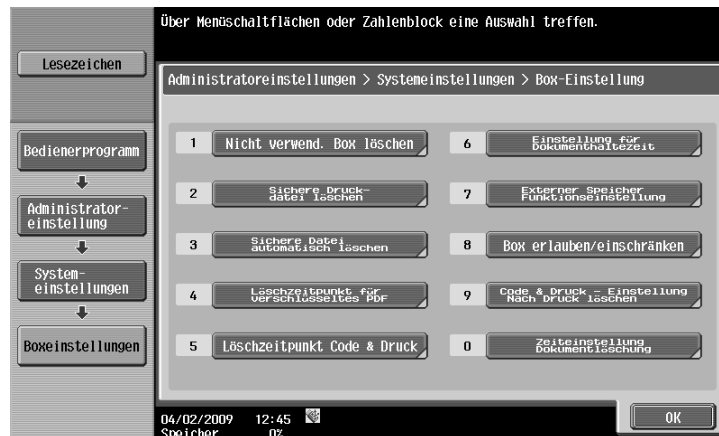 Über Menüschaltflächen oder Zahlenblock eine Auswahl treffen.
Lesezeichen
Administratoreinstellungen > Systemeinstellungen > Box-Einstellung
Bedienerprogramm
Administrator-
einstellung
System-
einstellungen
Boxeinstellungen
1 Nicht verwend. Box löschen
2 Sichere Druck-
datei löschen
3 Sichere Datei
automatisch löschen
4 Löschzeitpunkt für
verschlüsseltes PDF
5 Löschzeitpunkt Code & Druck
6 Einstellung für
Dokumenthaltezeit
7 Externer Speicher
Funktionseinstellung
8 Box erlauben/einschränken
9 Code & Druck - Einstellung
Nach Druck löschen
0 Zeiteinstellung
Dokumentlöschung
04/02/2009 12:45
Speicher 0%
OK